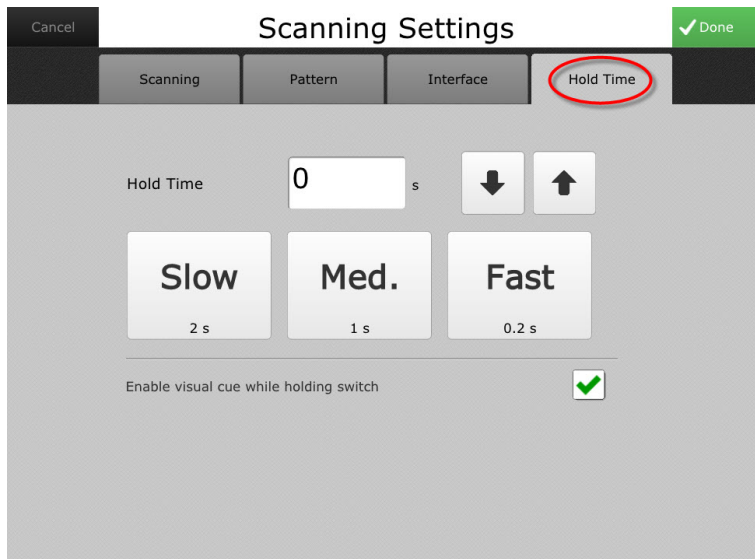 Cancel
Scanning Settings
Done
Scanning
Pattern
Interface
Hold Time
Hold Time
0
s
Slow
Med.
Fast
2 s
1 s
0.2 s
Enable visual cue while holding switch